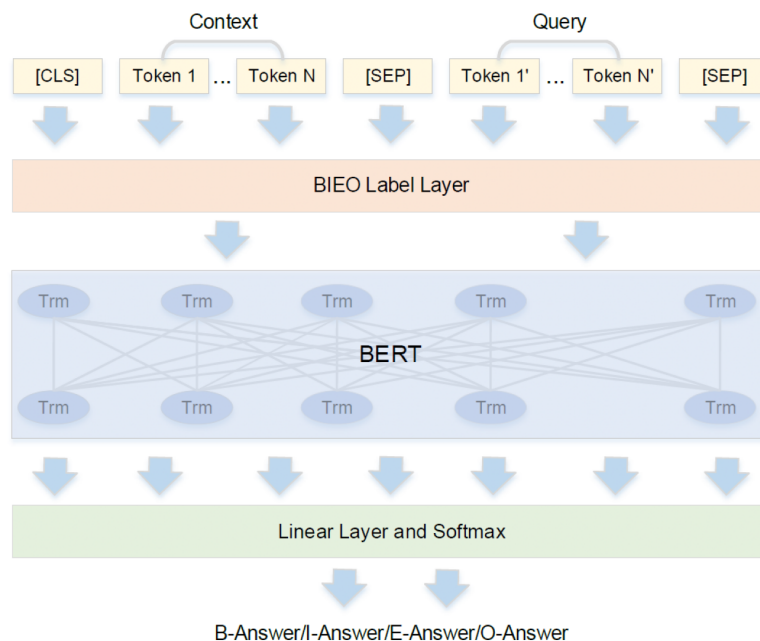 Context Query
[CLS] Token 1 ... Token N [SEP] Token 1' ... Token N' [SEP]
BIEO Label Layer
Trm Trm Trm Trm Trm
BERT
Trm Trm Trm Trm Trm
Linear Layer and Softmax
B-Answer/I-Answer/E-Answer/O-Answer